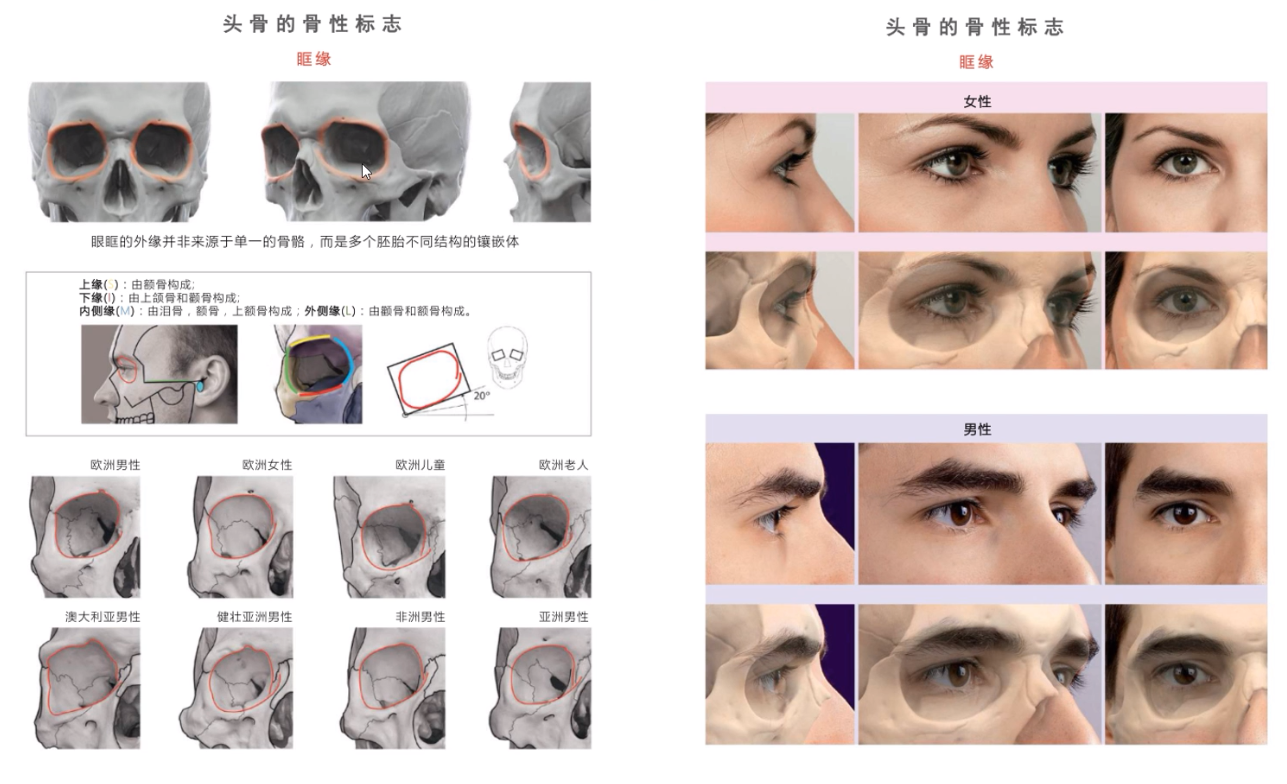 头骨的骨性标志
眶缘
眼眶的外缘并非来源于单一的骨骼，而是多个胚胎不同结构的镶嵌体
上缘( )：由额骨构成;
下缘(I)：由上颌骨和颧骨构成;
内侧缘(M)：由泪骨，额骨，上额骨构成；外侧缘(L)：由颧骨和额骨构成。
20°
欧洲男性
欧洲女性
欧洲儿童
欧洲老人
澳大利亚男性
健壮亚洲男性
非洲男性
亚洲男性
头骨的骨性标志
眶缘
女性
男性